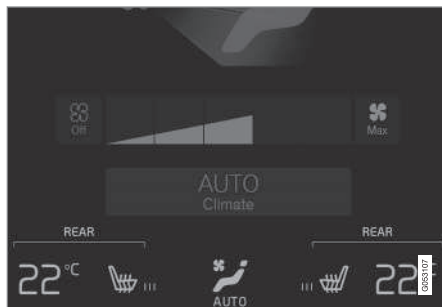 Off
Max
AUTO
Climate
REAR REAR
22°C 22°C
AUTO
G053107